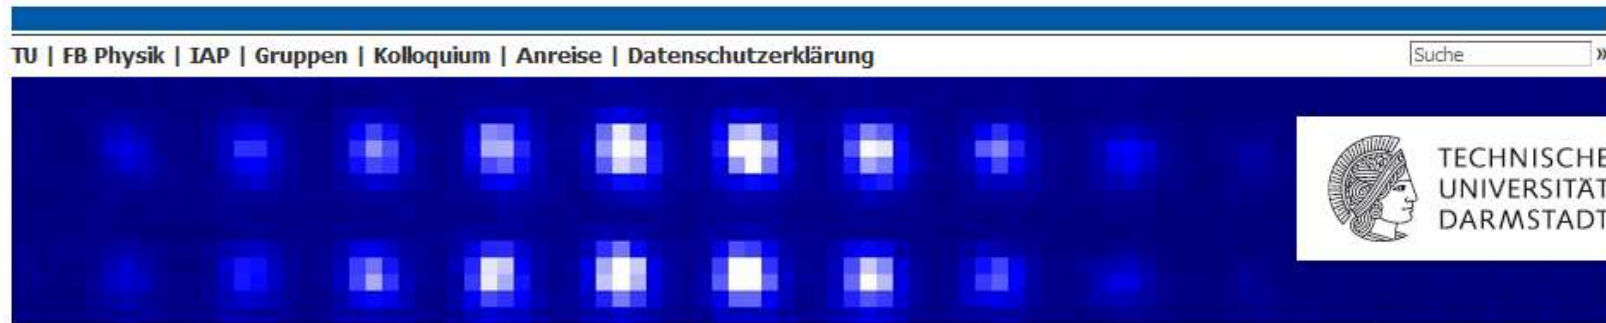 TU | FB Physik | IAP | Gruppen | Kolloquium | Anreise | Datenschutzerklärung
Suche »
TECHNISCHE
UNIVERSITÄT
DARMSTADT